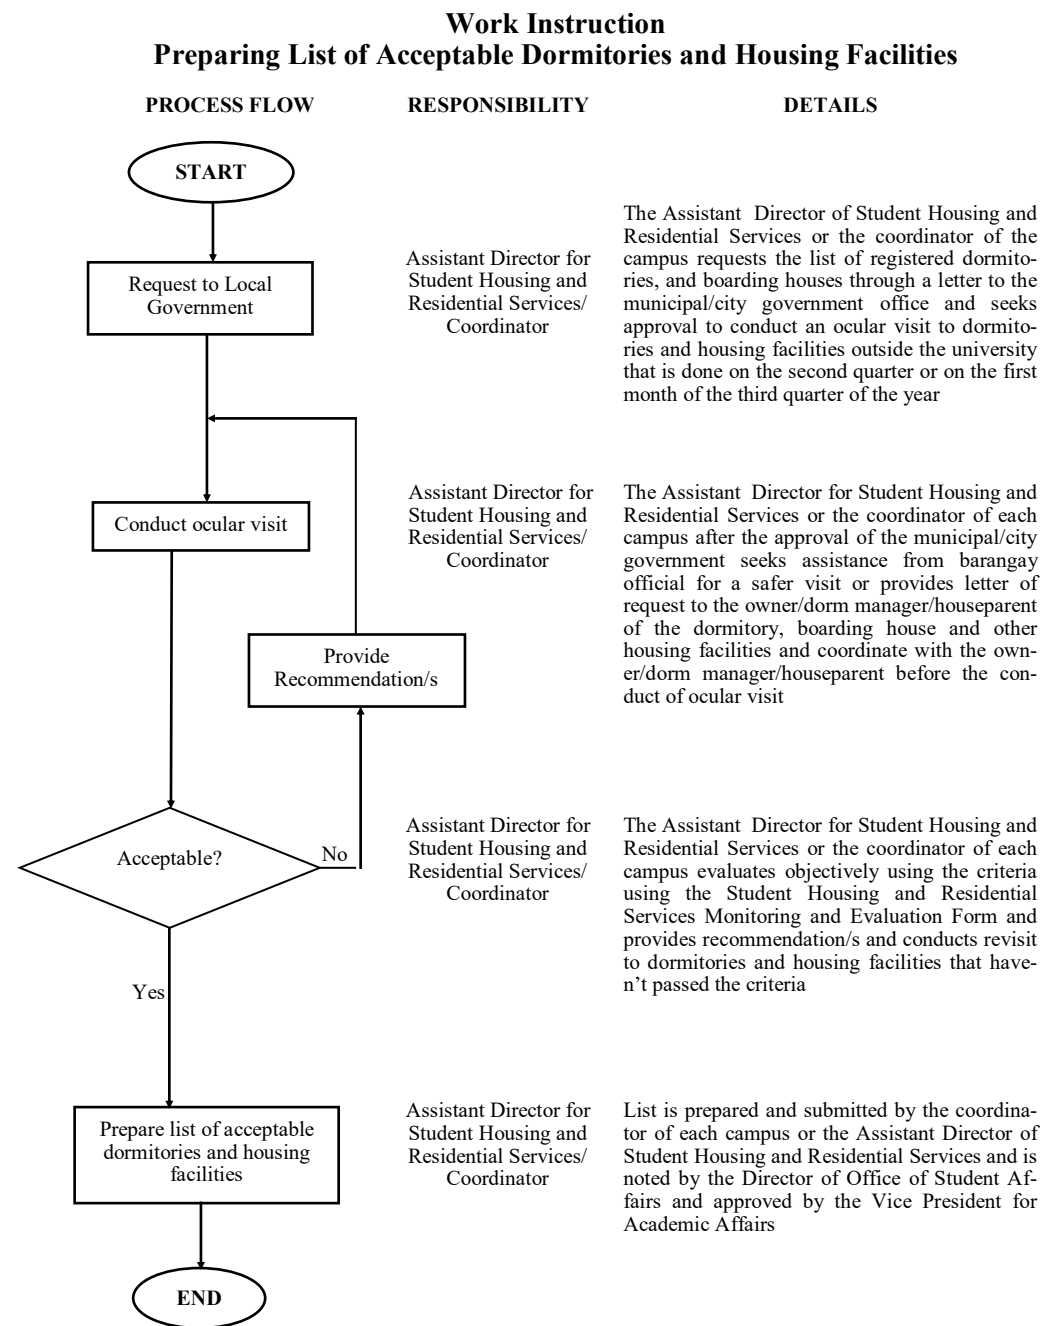 Work Instruction
Preparing List of Acceptable Dormitories and Housing Facilities
PROCESS FLOW
RESPONSIBILITY
DETAILS
START
Request to Local
Government
Assistant Director for
Student Housing and
Residential Services/
Coordinator
The Assistant Director of Student Housing and
Residential Services or the coordinator of the
campus requests the list of registered dormito-
ries, and boarding houses through a letter to the
municipal/city government office and seeks
approval to conduct an ocular visit to dormito-
ries and housing facilities outside the university
that is done on the second quarter or on the first
month of the third quarter of the year
Conduct ocular visit
Assistant Director for
Student Housing and
Residential Services/
Coordinator
The Assistant Director for Student Housing and
Residential Services or the coordinator of each
campus after the approval of the municipal/city
government seeks assistance from barangay
official for a safer visit or provides letter of
request to the owner/dorm manager/houseparent
of the dormitory, boarding house and other
housing facilities and coordinate with the own-
er/dorm manager/houseparent before the con-
duct of ocular visit
Provide
Recommendation/s
Acceptable?
No
Assistant Director for
Student Housing and
Residential Services/
Coordinator
The Assistant Director for Student Housing and
Residential Services or the coordinator of each
campus evaluates objectively using the criteria
using the Student Housing and Residential
Services Monitoring and Evaluation Form and
provides recommendation/s and conducts revisit
to dormitories and housing facilities that have-
n’t passed the criteria
Yes
Prepare list of acceptable
dormitories and housing
facilities
Assistant Director for
Student Housing and
Residential Services/
Coordinator
List is prepared and submitted by the coordina-
tor of each campus or the Assistant Director of
Student Housing and Residential Services and is
noted by the Director of Office of Student Af-
fairs and approved by the Vice President for
Academic Affairs
END